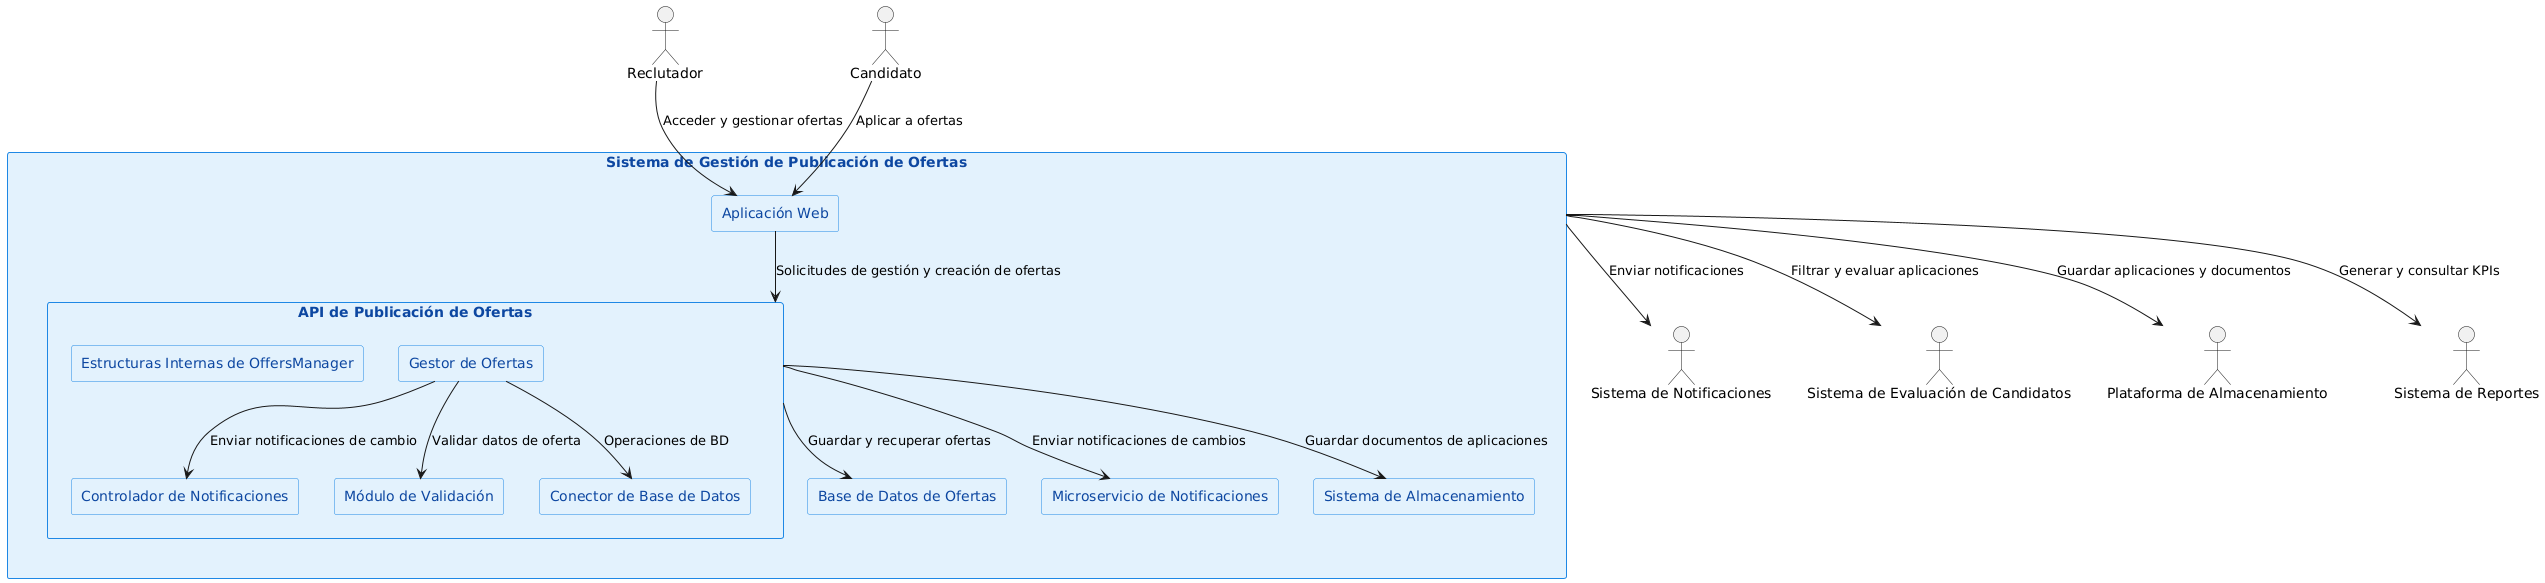 Reclutador
Candidato
Acceder y gestionar ofertas
Aplicar a ofertas
Sistema de Gestión de Publicación de Ofertas
Aplicación Web
Solicitudes de gestión y creación de ofertas
Enviar notificaciones
Filtrar y evaluar aplicaciones
Guardar aplicaciones y documentos
Generar y consultar KPIs
API de Publicación de Ofertas
Estructuras Internas de OffersManager
Gestor de Ofertas
Sistema de Notificaciones
Sistema de Evaluación de Candidatos
Plataforma de Almacenamiento
Sistema de Reportes
Enviar notificaciones de cambio
Validar datos de oferta
Operaciones de BD
Guardar y recuperar ofertas
Enviar notificaciones de cambios
Guardar documentos de aplicaciones
Controlador de Notificaciones
Módulo de Validación
Conector de Base de Datos
Base de Datos de Ofertas
Microservicio de Notificaciones
Sistema de Almacenamiento